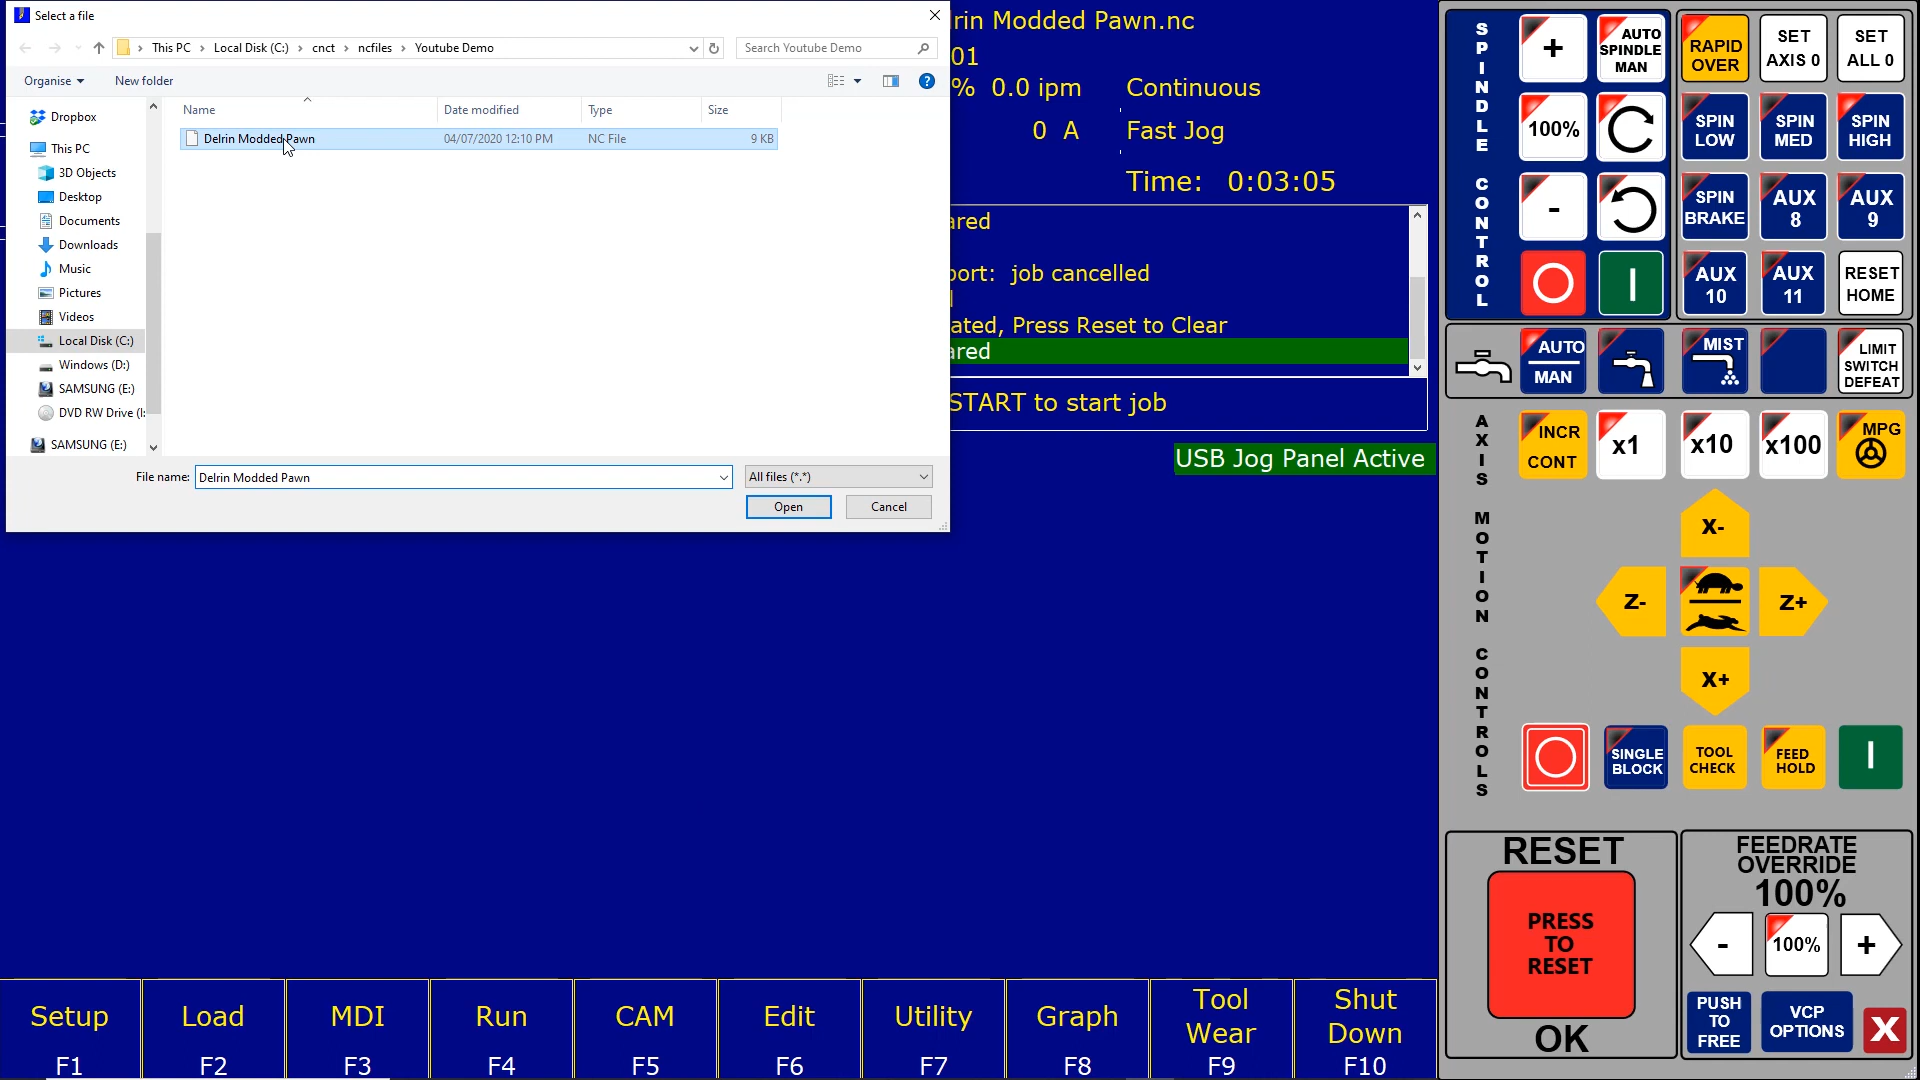 Select a file
This PC > Local Disk (C:) > cnct > ncfiles > Youtube Demo
Search Youtube Demo
Organise
New folder
Name
Date modified
Type
Size
Delrin Modded Pawn
04/07/2020 12:10 PM
NC File
9 KB
Dropbox
This PC
3D Objects
Desktop
Documents
Downloads
Music
Pictures
Videos
Local Disk (C:)
Windows (D:)
SAMSUNG (E:)
DVD RW Drive (I:
SAMSUNG (E:)
File name:
Delrin Modded Pawn
All files (*.*)
Open
Cancel
rin Modded Pawn.nc
01
% 0.0 ipm
Continuous
0 A
Fast Jog
Time: 0:03:05
ared
ort: job cancelled
ated, Press Reset to Clear
ared
START to start job
USB Jog Panel Active
Setup
F1
Load
F2
MDI
F3
Run
F4
CAM
F5
Edit
F6
Utility
F7
Graph
F8
Tool
Wear
F9
Shut
Down
F10
SPINDLE CONTROL
+
AUTO
SPINDLE
MAN
100%
-
RAPID
OVER
SET
AXIS 0
SET
ALL 0
SPIN
LOW
SPIN
MED
SPIN
HIGH
SPIN
BRAKE
AUX
8
AUX
9
AUX
10
AUX
11
RESET
HOME
AUTO
MAN
MIST
LIMIT
SWITCH
DEFEAT
AXIS MOTION CONTROLS
INCR
CONT
x1
x10
x100
MPG
X-
Z-
Z+
X+
SINGLE
BLOCK
TOOL
CHECK
FEED
HOLD
RESET
PRESS
TO
RESET
OK
FEEDRATE
OVERRIDE
100%
-
100%
+
PUSH
TO
FREE
VCP
OPTIONS
X